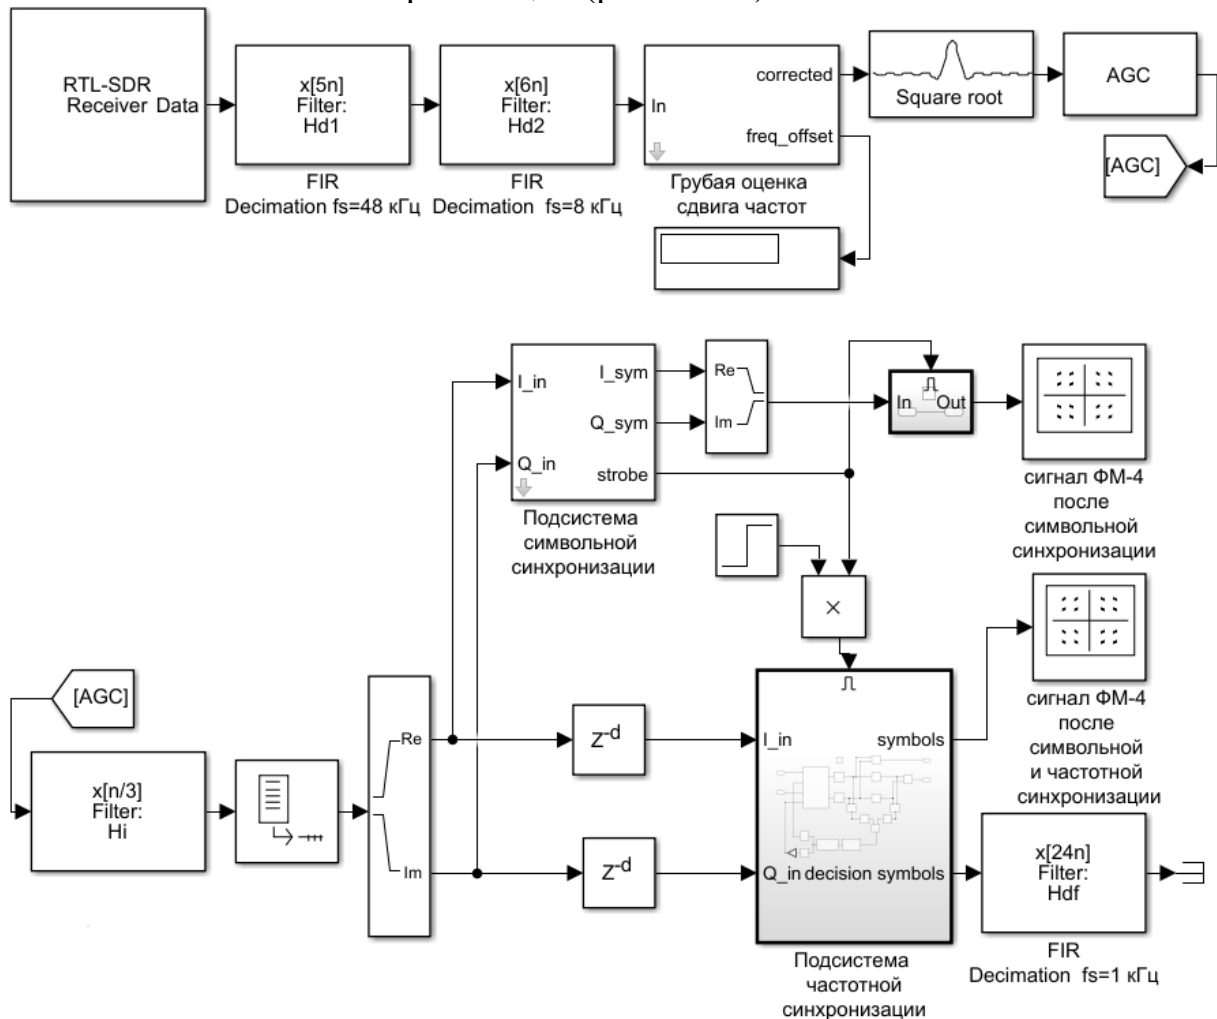 RTL-SDR
Receiver Data
x[5n]
Filter:
Hd1
FIR
Decimation fs=48 кГц
x[6n]
Filter:
Hd2
FIR
Decimation fs=8 кГц
In
corrected
freq_offset
Грубая оценка
сдвига частот
Square root
AGC
[AGC]
I_in
Q_in
I_sym
Q_sym
strobe
Подсистема
символьной
синхронизации
Re
Im
In Out
сигнал ФМ-4
после
символьной
синхронизации
×
[AGC]
x[n/3]
Filter:
Hi
Re
Im
Z-d
Z-d
I_in
symbols
Q_in decision symbols
Подсистема
частотной
синхронизации
сигнал ФМ-4
после
символьной
и частотной
синхронизации
x[24n]
Filter:
Hdf
FIR
Decimation fs=1 кГц